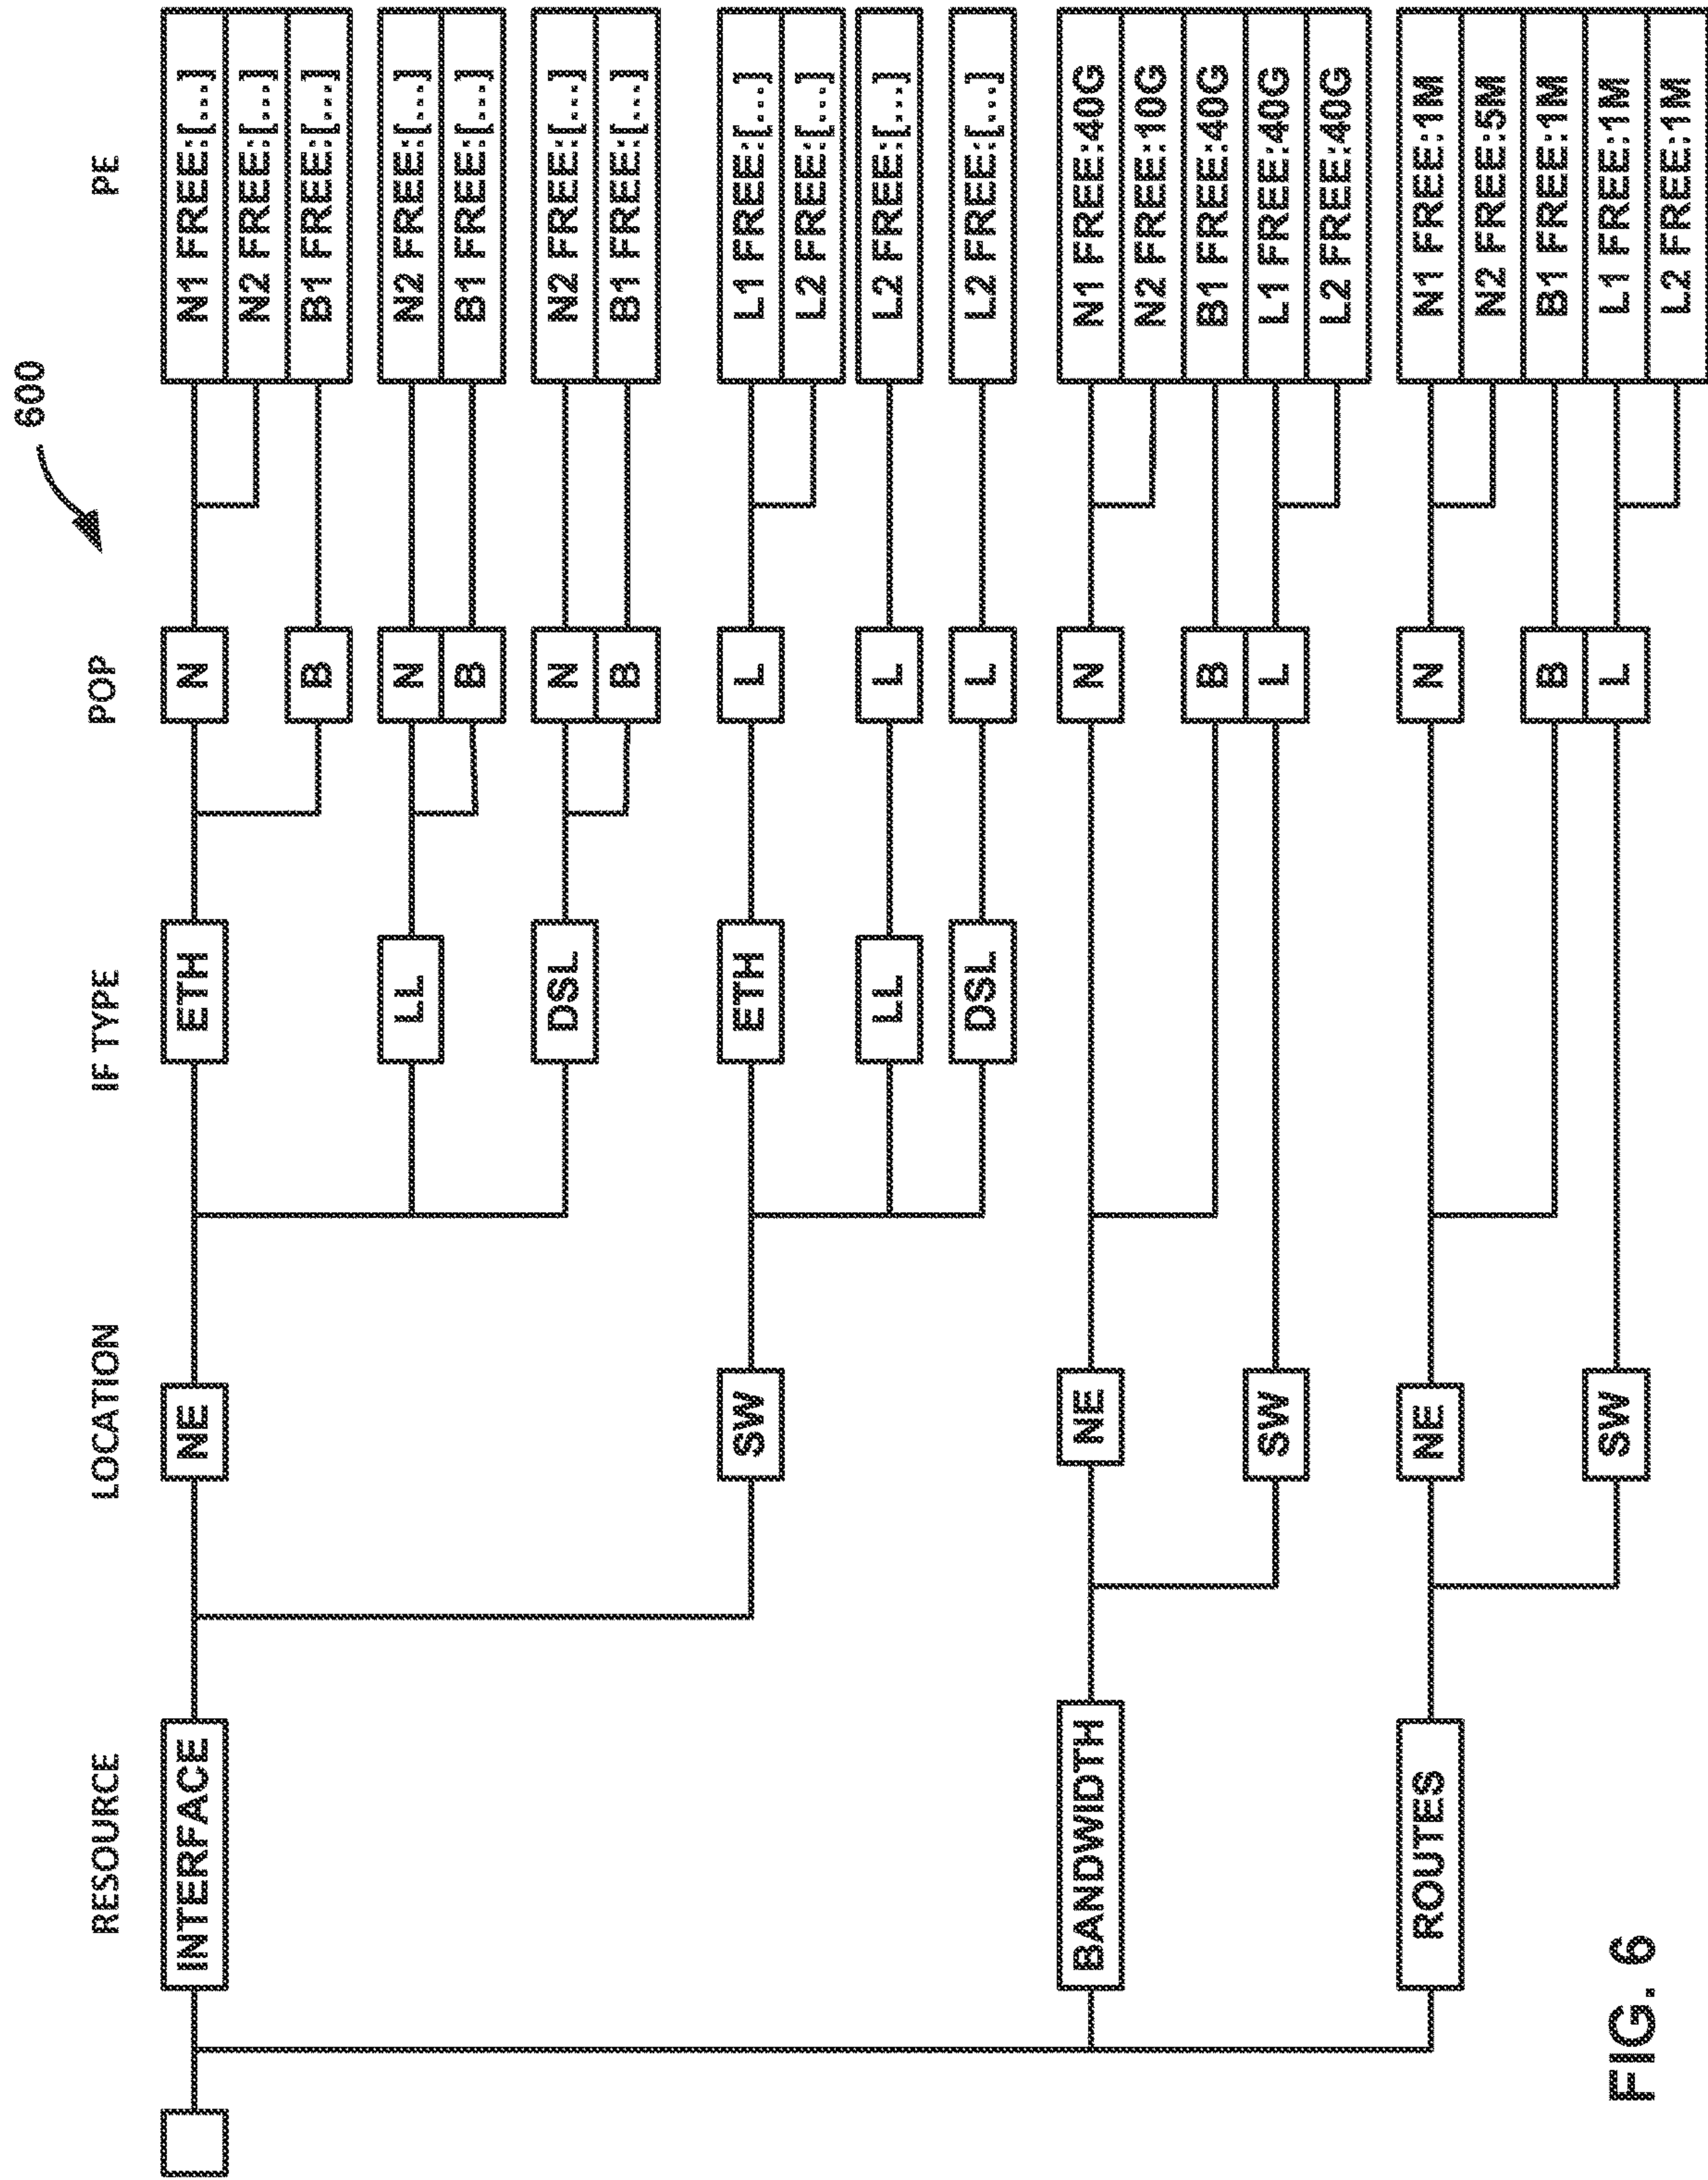 600
RESOURCE LOCATION IF TYPE POP PE
INTERFACE NE ETH N N1 FREE:[...]
N2 FREE:[...]
B B1 FREE:[...]
LL N N2 FREE:[...]
B B1 FREE:[...]
DSL N N2 FREE:[...]
B B1 FREE:[...]
SW ETH L L1 FREE:[...]
L2 FREE:[...]
LL L L2 FREE:[...]
DSL L L2 FREE:[...]
BANDWIDTH NE N N1 FREE:40G
N2 FREE:10G
B B1 FREE:40G
SW L L1 FREE:40G
L2 FREE:40G
ROUTES NE N N1 FREE:1M
N2 FREE:5M
B B1 FREE:1M
SW L L1 FREE:1M
L2 FREE:1M
FIG. 6